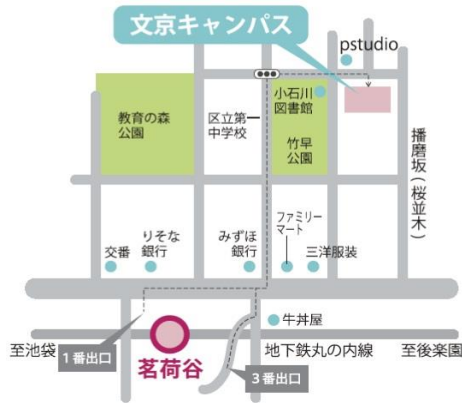 文京キャンパス
pstudio
小石川
図書館
教育の森
公園
区立第一
中学校
竹早
公園
播磨坂(桜並木)
交番
りそな
銀行
みずほ
銀行
ファミリー
マート
三洋服装
牛丼屋
至池袋
1番出口
茗荷谷
3番出口
地下鉄丸の内線
至後楽園